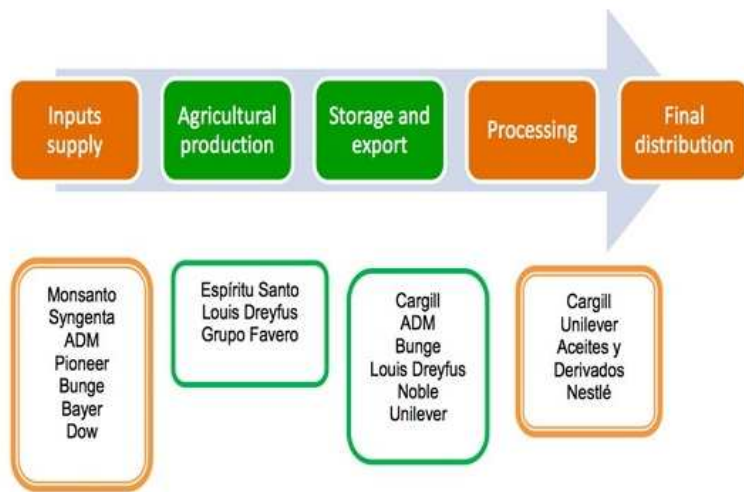 Inputs
supply
Agricultural
production
Storage and
export
Processing
Final
distribution
Monsanto
Syngenta
ADM
Pioneer
Bunge
Bayer
Dow
Espíritu Santo
Louis Dreyfus
Grupo Favero
Cargill
ADM
Bunge
Louis Dreyfus
Noble
Unilever
Cargill
Unilever
Aceites y
Derivados
Nestlé